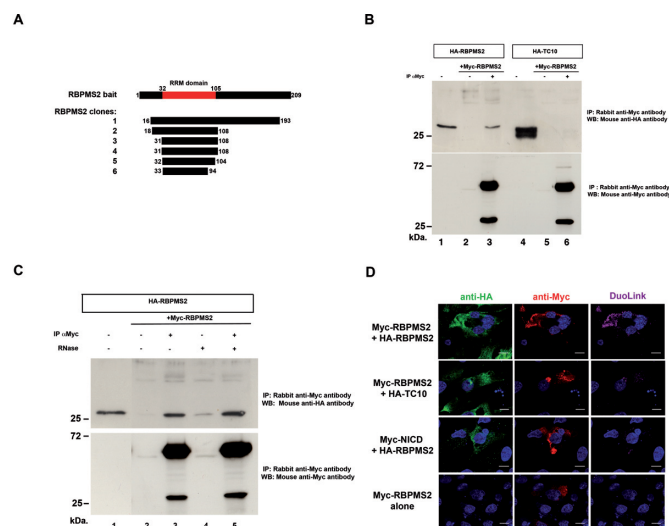 A
RRM domain
32 105
RBPMS2 bait 1 209
RBPMS2 clones:
1 16 193
2 18 108
3 31 108
4 31 108
5 32 104
6 33 94
B
HA-RBPMS2 HA-TC10
+Myc-RBPMS2 +Myc-RBPMS2
IP αMyc - - + - - +
IP: Rabbit anti-Myc antibody
WB: Mouse anti-HA antibody
25
72
IP : Rabbit anti-Myc antibody
WB: Mouse anti-Myc antibody
25
kDa. 1 2 3 4 5 6
C
HA-RBPMS2
+Myc-RBPMS2
IP αMyc - - + - +
RNase - - - + +
IP: Rabbit anti-Myc antibody
WB: Mouse anti-HA antibody
25
72
IP: Rabbit anti-Myc antibody
WB: Mouse anti-Myc antibody
25
kDa. 1 2 3 4 5
D
anti-HA anti-Myc DuoLink
Myc-RBPMS2
+ HA-RBPMS2
Myc-RBPMS2
+ HA-TC10
Myc-NICD
+ HA-RBPMS2
Myc-RBPMS2
alone